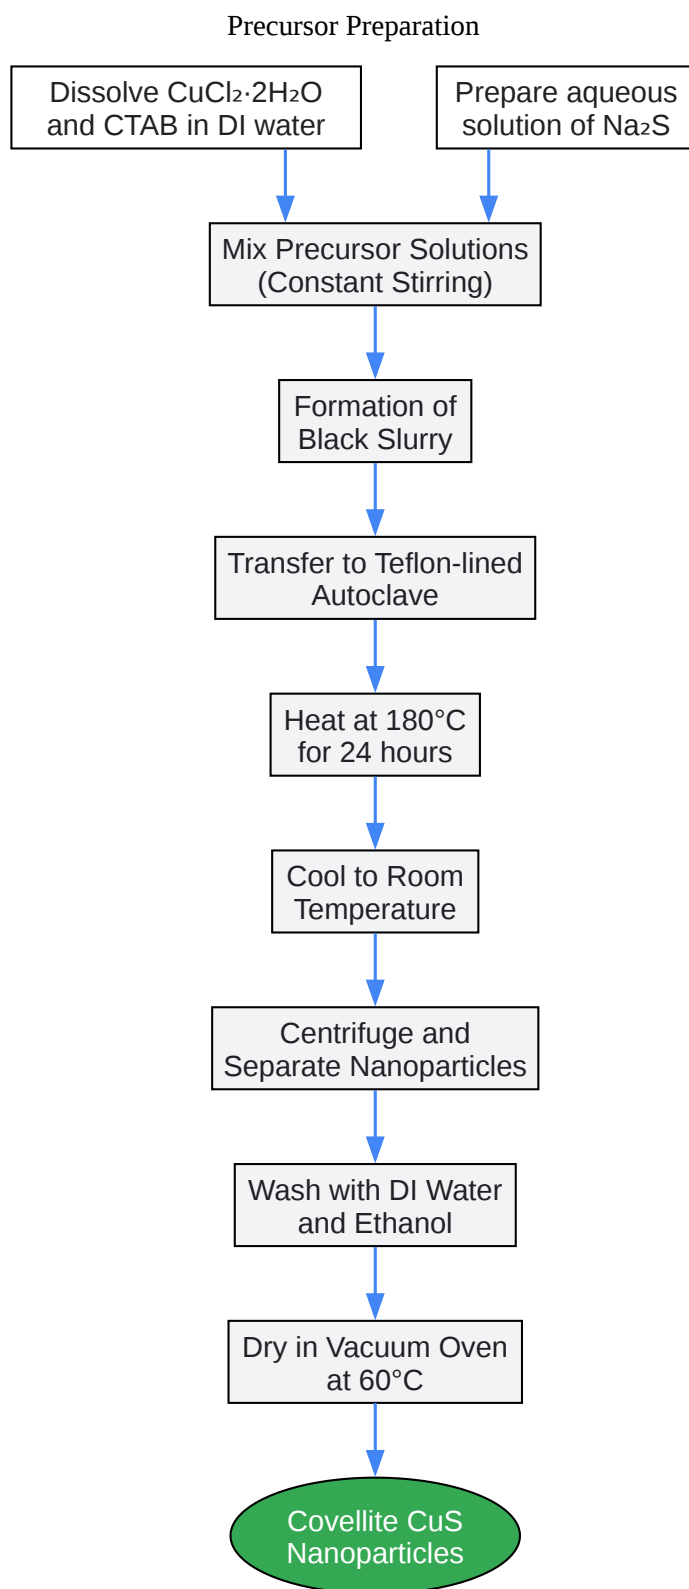 Precursor Preparation
Dissolve CuCl₂·2H₂O
and CTAB in DI water
Prepare aqueous
solution of Na₂S
Mix Precursor Solutions
(Constant Stirring)
Formation of
Black Slurry
Transfer to Teflon-lined
Autoclave
Heat at 180°C
for 24 hours
Cool to Room
Temperature
Centrifuge and
Separate Nanoparticles
Wash with DI Water
and Ethanol
Dry in Vacuum Oven
at 60°C
Covellite CuS
Nanoparticles